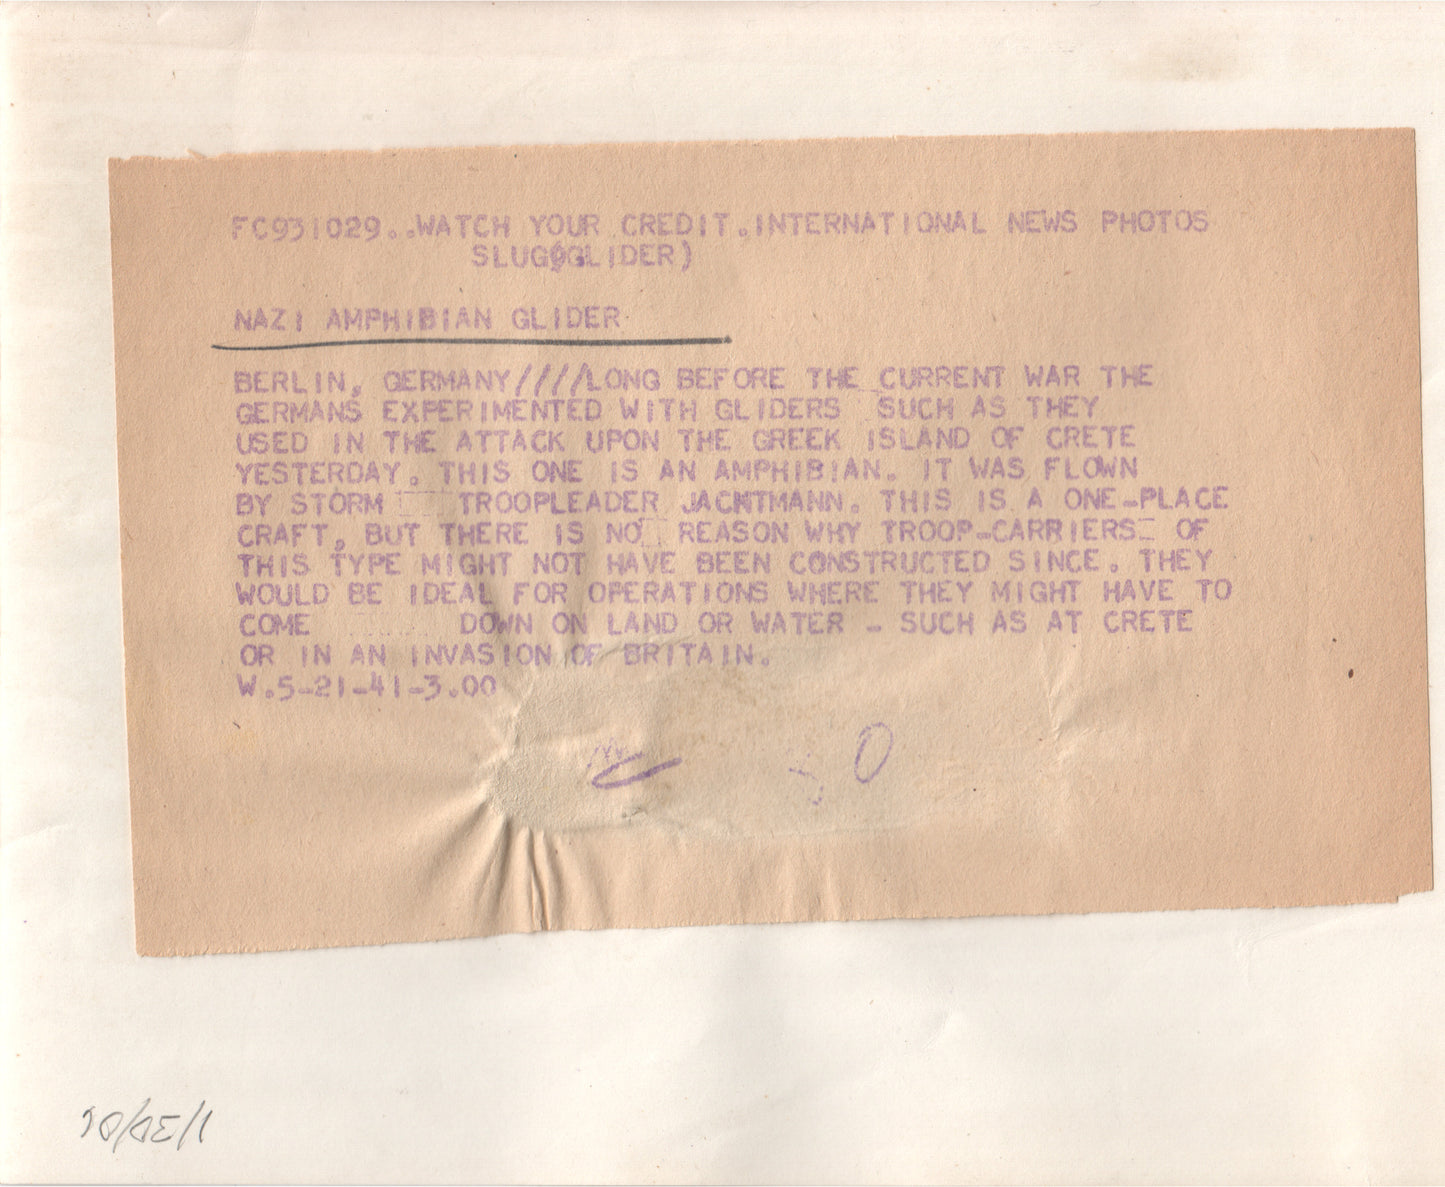 FC931029..WATCH YOUR CREDIT.INTERNATIONAL NEWS PHOTOS
SLUG(GLIDER)
NAZI AMPHIBIAN GLIDER
BERLIN, GERMANY////LONG BEFORE THE CURRENT WAR THE
GERMANS EXPERIMENTED WITH GLIDERS SUCH AS THEY
USED IN THE ATTACK UPON THE GREEK ISLAND OF CRETE
YESTERDAY. THIS ONE IS AN AMPHIBIAN. IT WAS FLOWN
BY STORM TROOPLEADER JACHTMANN. THIS IS A ONE-PLACE
CRAFT, BUT THERE IS NO REASON WHY TROOP-CARRIERS OF
THIS TYPE MIGHT NOT HAVE BEEN CONSTRUCTED SINCE. THEY
WOULD BE IDEAL FOR OPERATIONS WHERE THEY MIGHT HAVE TO
COME DOWN ON LAND OR WATER - SUCH AS AT CRETE
OR IN AN INVASION OF BRITAIN.
W.5-21-41-3.00